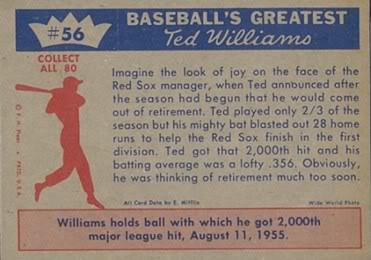 #56
BASEBALL'S GREATEST
Ted Williams
COLLECT
ALL 80
Imagine the look of joy on the face of the
Red Sox manager, when Ted announced after
the season had begun that he would come
out of retirement. Ted played only 2/3 of the
season but his mighty bat blasted out 28 home
runs to help the Red Sox finish in the first
division. Ted got that 2,000th hit and his
batting average was a lofty .356. Obviously,
he was thinking of retirement much too soon.
All Card Data by E. Mifflin
Wide World Photo
Williams holds ball with which he got 2,000th
major league hit, August 11, 1955.